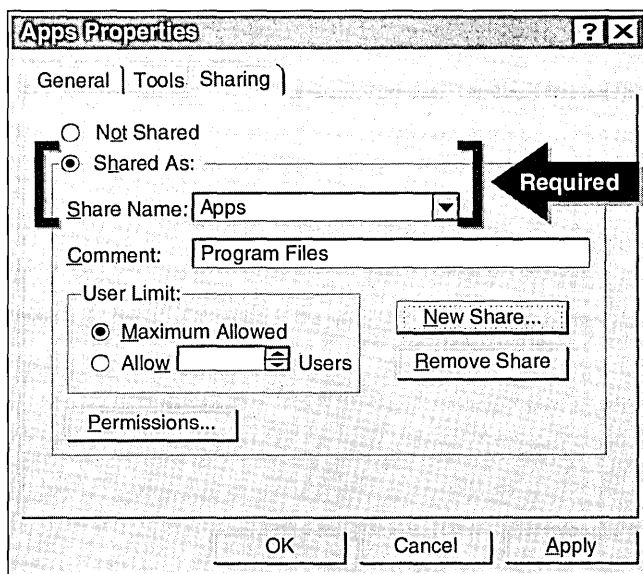 Apps Properties ? X
General Tools Sharing
Not Shared
Shared As:
Required
Share Name: Apps
Comment: Program Files
User Limit:
Maximum Allowed
New Share...
Allow Users
Remove Share
Permissions...
OK Cancel Apply